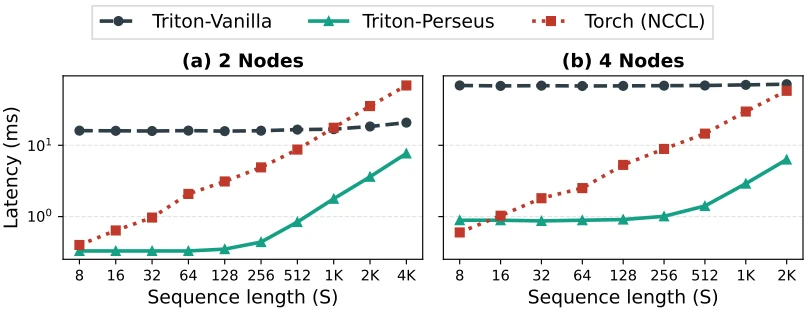 Triton-Vanilla Triton-Perseus Torch (NCCL)
(a) 2 Nodes
(b) 4 Nodes
Latency (ms)
10¹
10⁰
8 16 32 64 128 256 512 1K 2K 4K
8 16 32 64 128 256 512 1K 2K
Sequence length (S)
Sequence length (S)